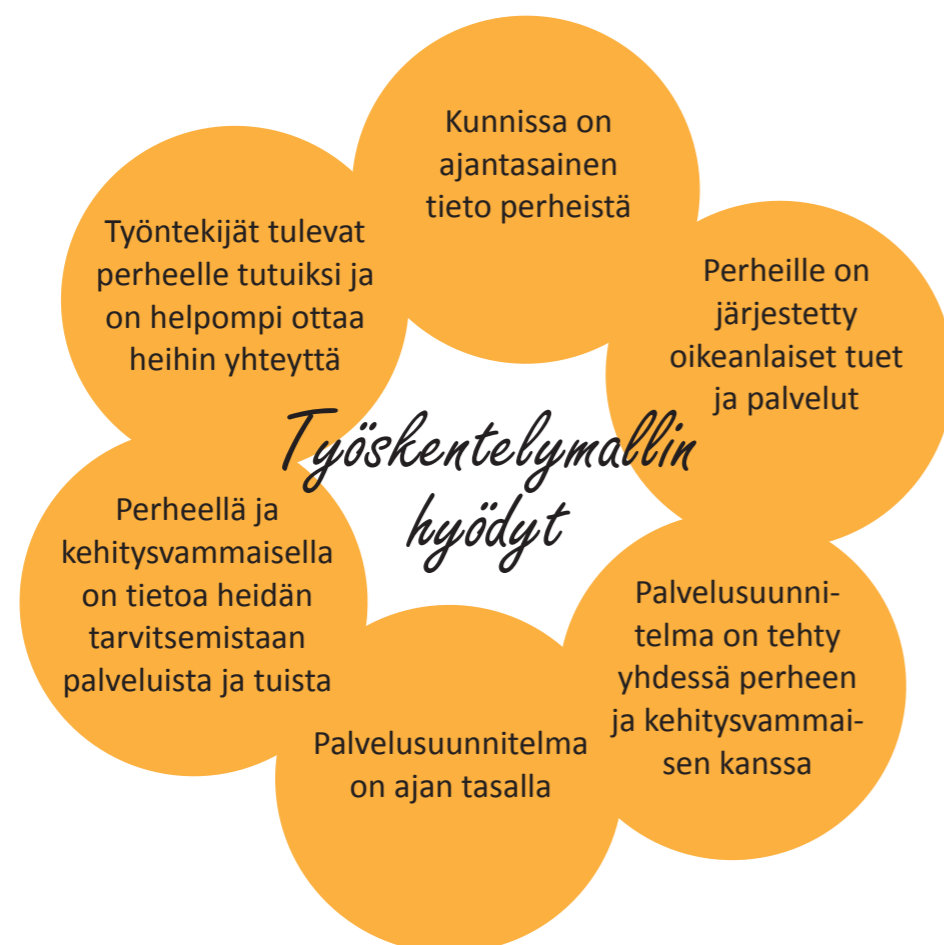 Kunnissa on
ajantasainen
tieto perheistä
Työntekijät tulevat
perheelle tutuiksi ja
on helpompi ottaa
heihin yhteyttä
Perheille on
järjestetty
oikeanlaiset tuet
ja palvelut
Työskentelymallin
hyödyt
Perheellä ja
kehitysvammaisella
on tietoa heidän
tarvitsemistaan
palveluista ja tuista
Palvelusuunni-
telma on tehty
yhdessä perheen
ja kehitysvammai-
sen kanssa
Palvelusuunnitelma
on ajan tasalla